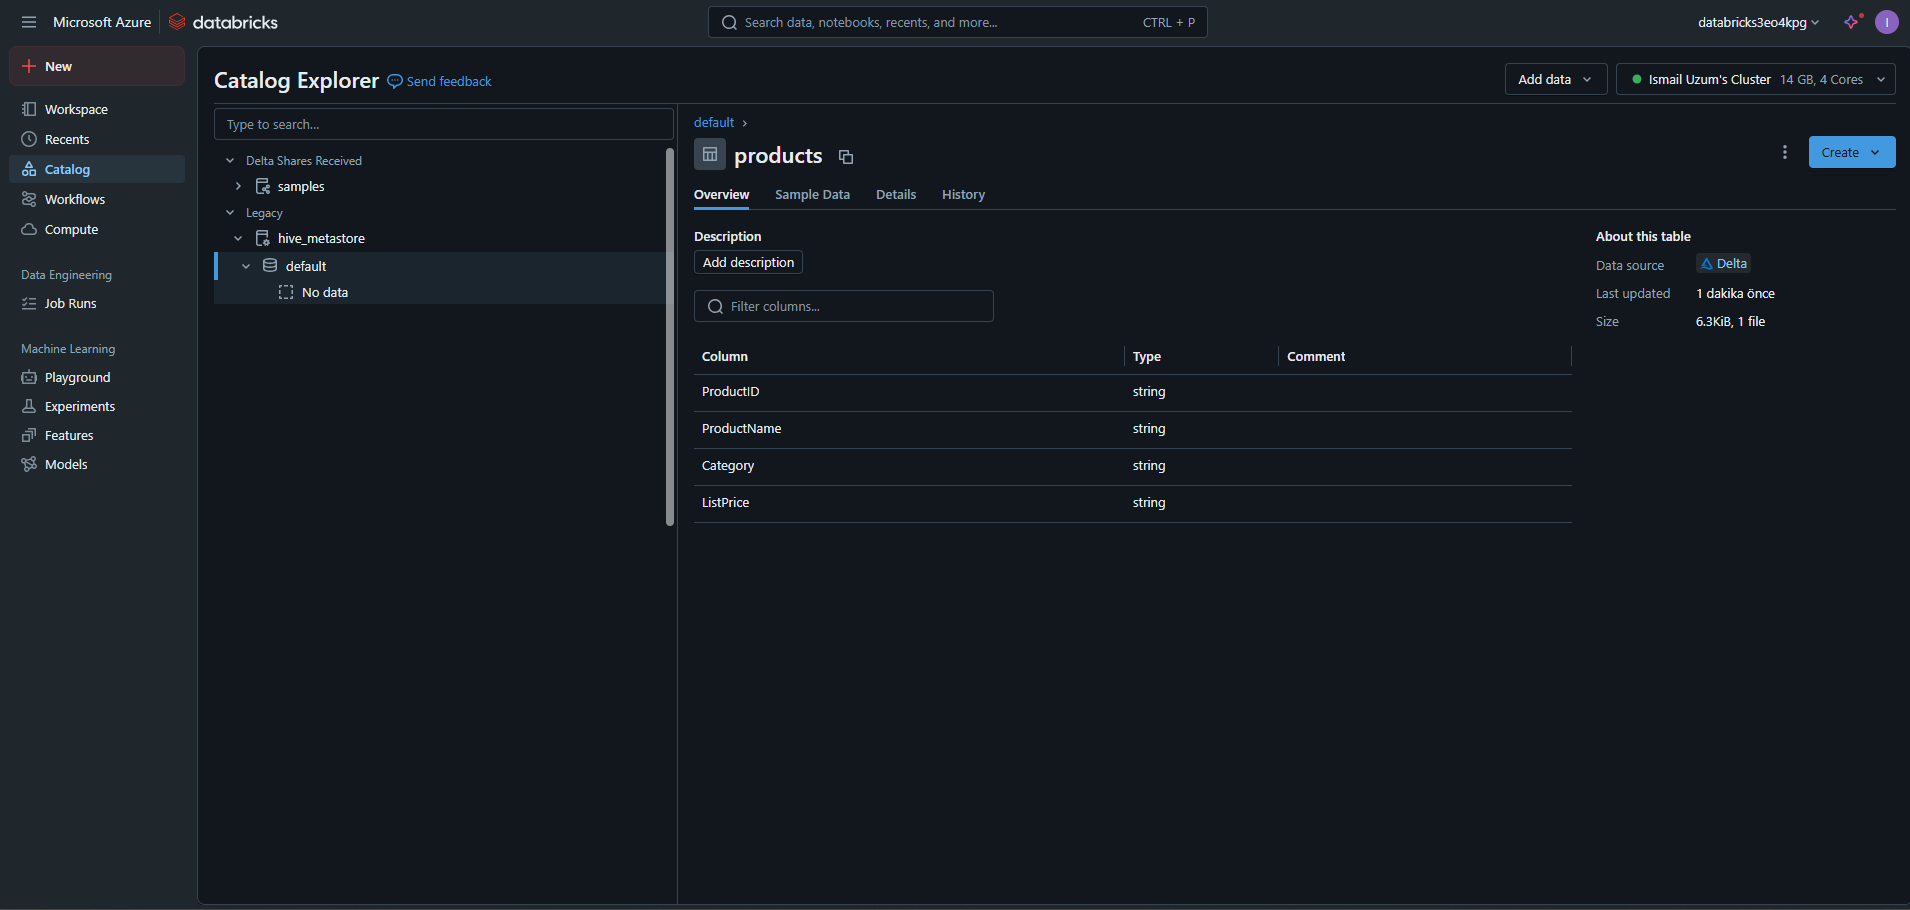 Microsoft Azure databricks
Search data, notebooks, recents, and more... CTRL + P
databricks3eo4kpg
I
New
Workspace
Recents
Catalog
Workflows
Compute
Data Engineering
Job Runs
Machine Learning
Playground
Experiments
Features
Models
Catalog Explorer Send feedback
Add data
Ismail Uzum's Cluster 14 GB, 4 Cores
Type to search...
Delta Shares Received
samples
Legacy
hive_metastore
default
No data
default
products
Create
Overview Sample Data Details History
Description
Add description
Filter columns...
Column Type Comment
ProductID string
ProductName string
Category string
ListPrice string
About this table
Data source Delta
Last updated 1 dakika önce
Size 6.3KiB, 1 file